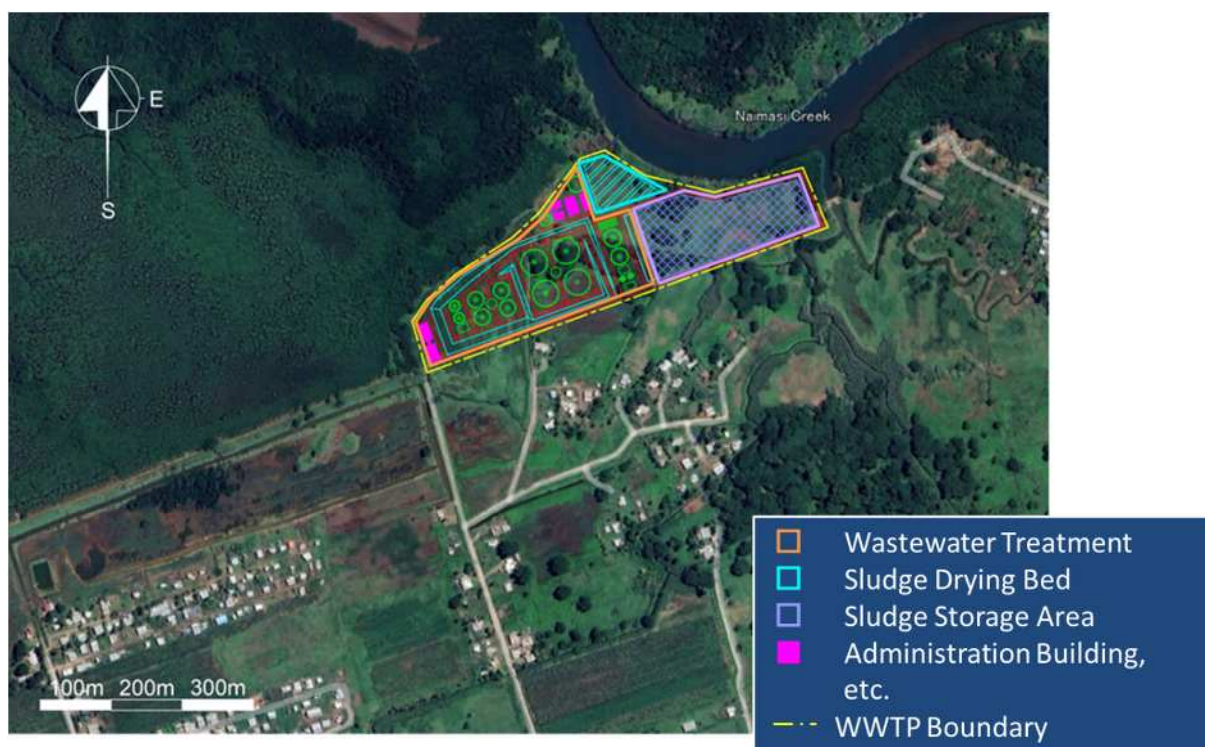 E
S
Naimasi Creek
100m 200m 300m
Wastewater Treatment
Sludge Drying Bed
Sludge Storage Area
Administration Building,
etc.
WWTP Boundary